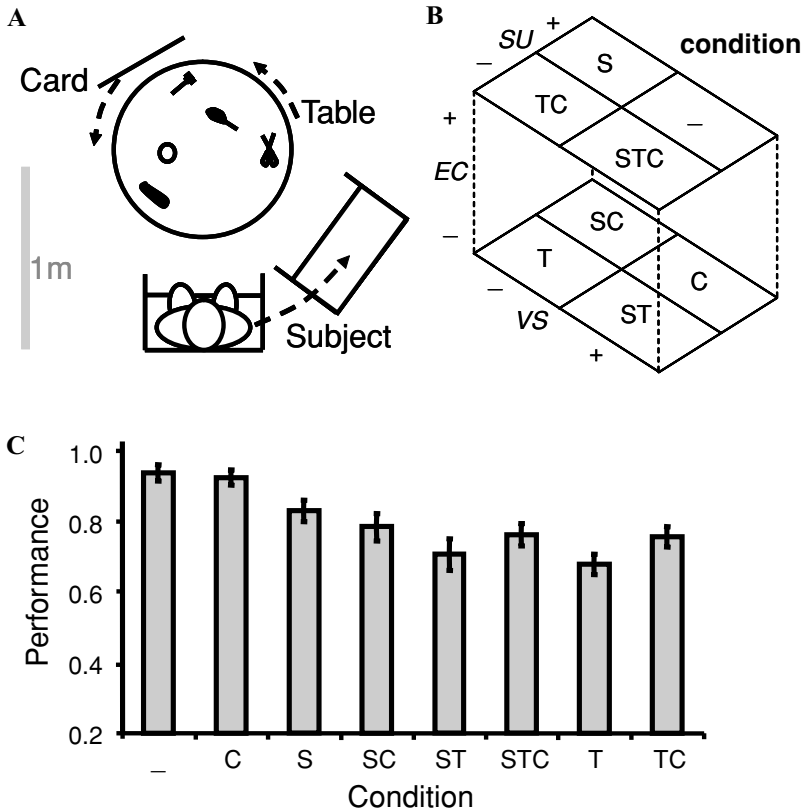 A
Card
Table
1m
Subject
B
condition
SU
+
−
S
TC
–
STC
+
EC
−
SC
T
C
ST
−
VS
+
C
1.0
0.8
0.6
0.4
0.2
Performance
– C S SC ST STC T TC
Condition